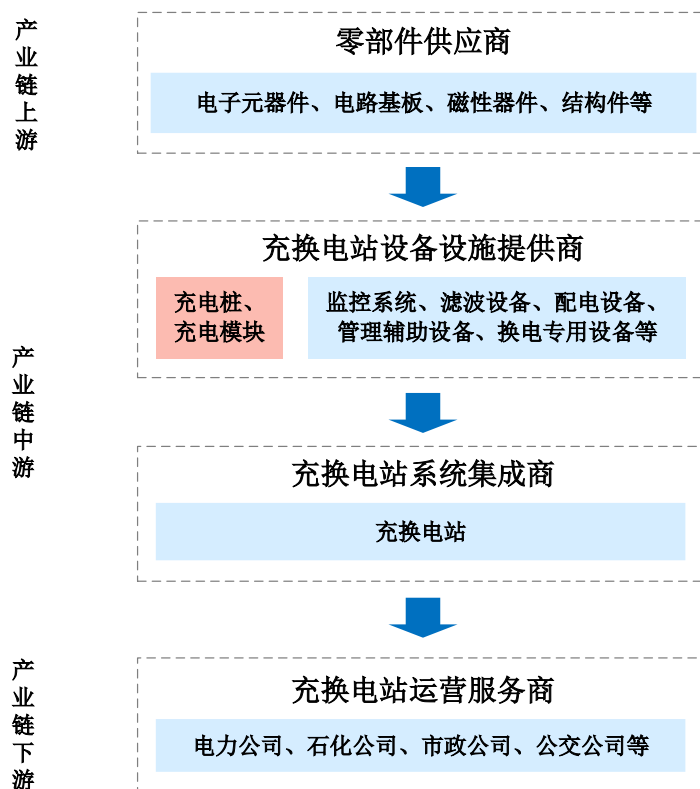 产业链上游
零部件供应商
电子元器件、电路基板、磁性器件、结构件等
产业链中游
充换电站设备设施提供商
充电桩、
充电模块
监控系统、滤波设备、配电设备、
管理辅助设备、换电专用设备等
充换电站系统集成商
充换电站
产业链下游
充换电站运营服务商
电力公司、石化公司、市政公司、公交公司等